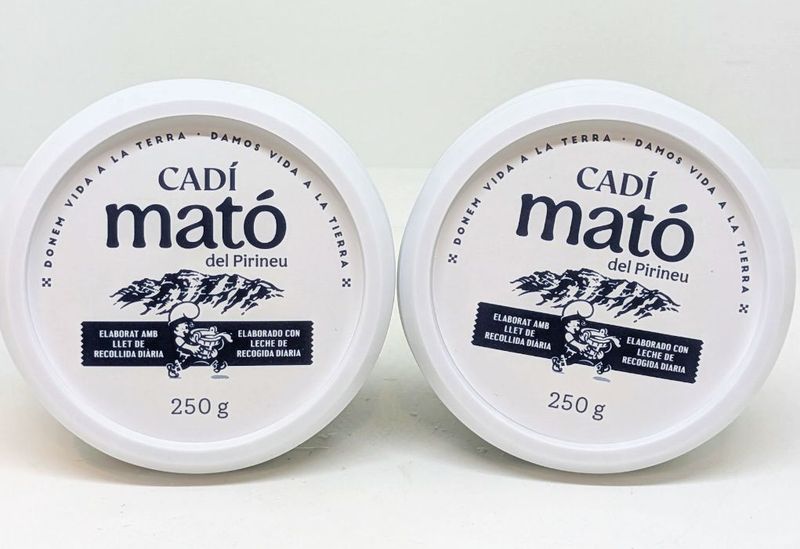 DONEM VIDA A LA TERRA · DAMOS VIDA A LA TIERRA
CADÍ
mató
del Pirineu
ELABORAT AMB
LLET DE
RECOLLIDA DIÀRIA
ELABORADO CON
LECHE DE
RECOGIDA DIARIA
250 g
DONEM VIDA A LA TERRA · DAMOS VIDA A LA TIERRA
CADÍ
mató
del Pirineu
ELABORAT AMB
LLET DE
RECOLLIDA DIÀRIA
ELABORADO CON
LECHE DE
RECOGIDA DIARIA
250 g